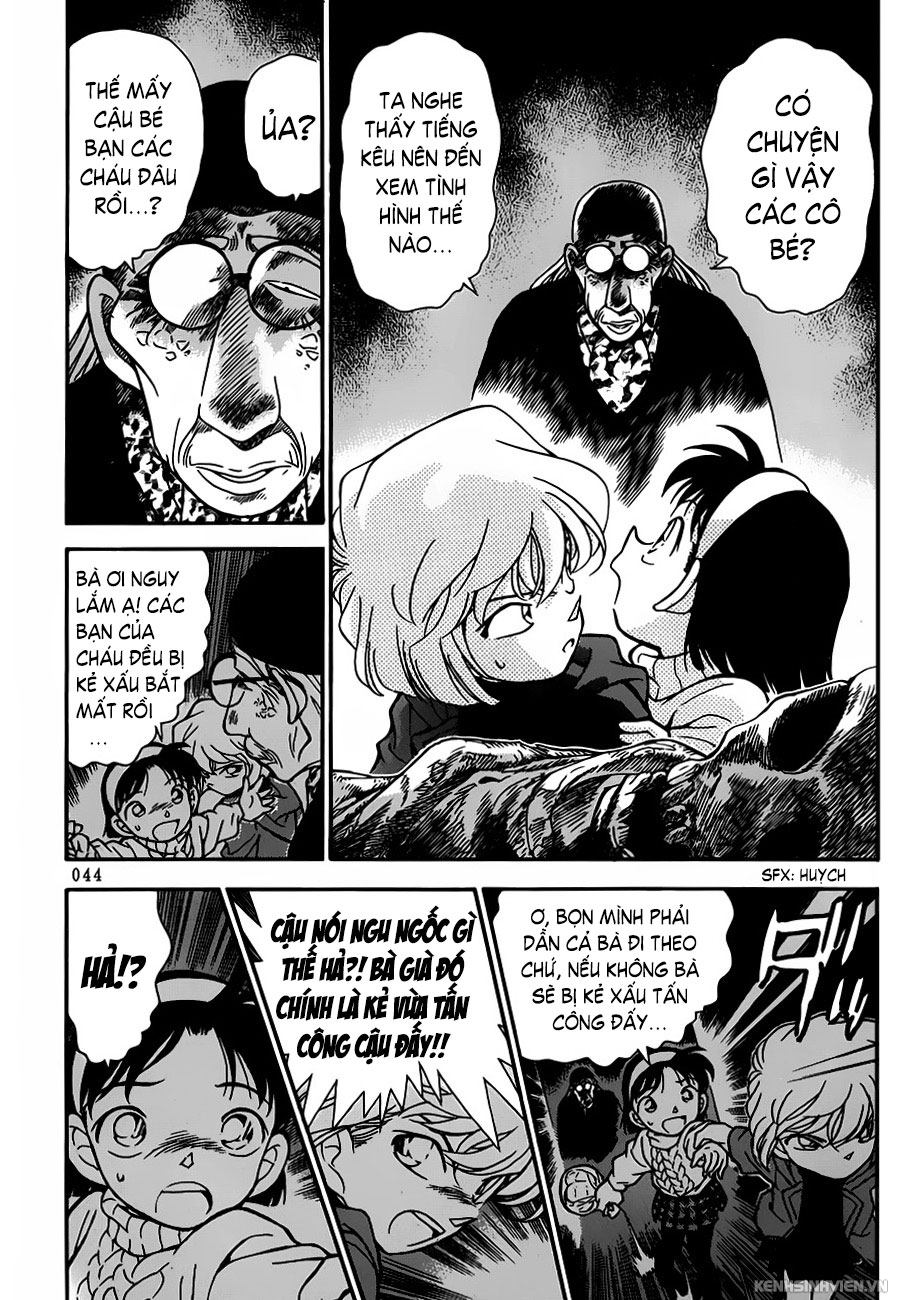 CÓ
CHUYỆN
GÌ VẬY
CÁC CÔ
BÉ?
TA NGHE
THẤY TIẾNG
KÊU NÊN ĐẾN
XEM TÌNH
HÌNH THẾ
NÀO...
ỦA?
THẾ MẤY
CẬU BÉ
BẠN CÁC
CHÁU ĐÂU
RỒI...?
BÀ ƠI NGUY
LẮM Ạ! CÁC
BẠN CỦA
CHÁU ĐỀU BỊ
KẺ XẤU BẮT
MẤT RỒI
...
044
SFX: HUỴCH
Ơ, BỌN MÌNH PHẢI
DẪN CẢ BÀ ĐI THEO
CHỨ, NẾU KHÔNG BÀ
SẼ BỊ KẺ XẤU TẤN
CÔNG ĐẤY...
CẬU NÓI NGU NGỐC GÌ
THẾ HẢ?! BÀ GIÀ ĐÓ
CHÍNH LÀ KẺ VỪA TẤN
CÔNG CẬU ĐẤY!!
HẢ!?
KENHSINHVIEN.VN